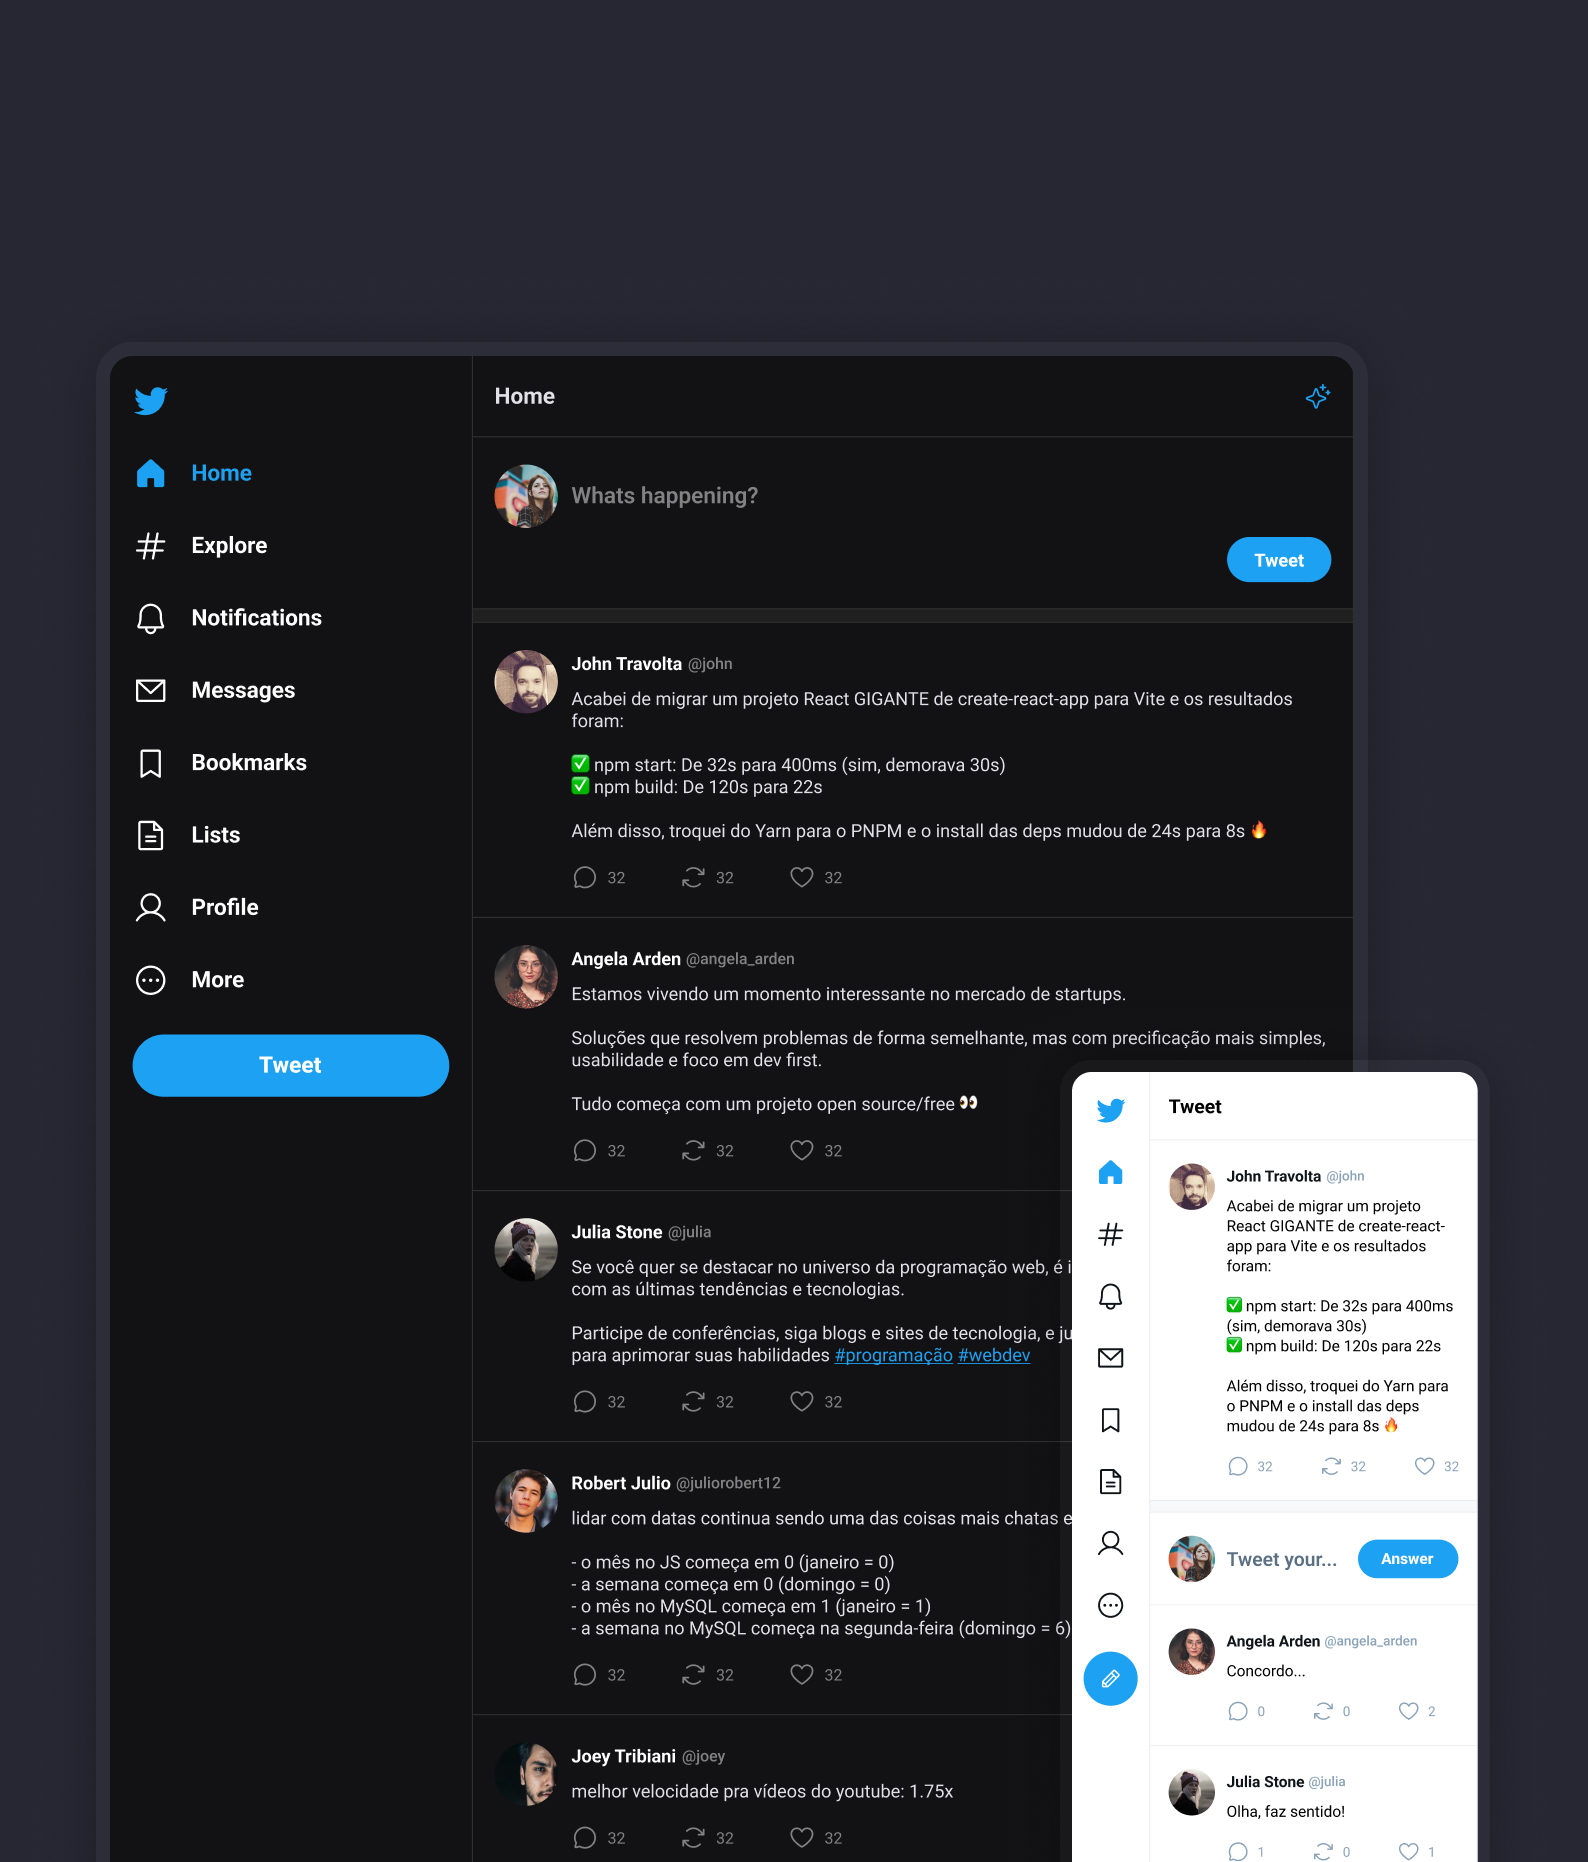 Home
Explore
Notifications
Messages
Bookmarks
Lists
Profile
More
Tweet
Home
Whats happening?
Tweet
John Travolta @john
Acabei de migrar um projeto React GIGANTE de create-react-app para Vite e os resultados
foram:
✅ npm start: De 32s para 400ms (sim, demorava 30s)
✅ npm build: De 120s para 22s
Além disso, troquei do Yarn para o PNPM e o install das deps mudou de 24s para 8s 🔥
32 32 32
Angela Arden @angela_arden
Estamos vivendo um momento interessante no mercado de startups.
Soluções que resolvem problemas de forma semelhante, mas com precificação mais simples,
usabilidade e foco em dev first.
Tudo começa com um projeto open source/free 👀
32 32 32
Julia Stone @julia
Se você quer se destacar no universo da programação web, é
com as últimas tendências e tecnologias.
Participe de conferências, siga blogs e sites de tecnologia, e
para aprimorar suas habilidades #programação #webdev
32 32 32
Robert Julio @juliorobert12
lidar com datas continua sendo uma das coisas mais chatas
- o mês no JS começa em 0 (janeiro = 0)
- a semana começa em 0 (domingo = 0)
- o mês no MySQL começa em 1 (janeiro = 1)
- a semana no MySQL começa na segunda-feira (domingo = 6)
32 32 32
Joey Tribiani @joey
melhor velocidade pra vídeos do youtube: 1.75x
32 32 32
Tweet
John Travolta @john
Acabei de migrar um projeto
React GIGANTE de create-react-
app para Vite e os resultados
foram:
✅ npm start: De 32s para 400ms
(sim, demorava 30s)
✅ npm build: De 120s para 22s
Além disso, troquei do Yarn para
o PNPM e o install das deps
mudou de 24s para 8s 🔥
32 32 32
Tweet your...
Answer
Angela Arden @angela_arden
Concordo...
0 0 2
Julia Stone @julia
Olha, faz sentido!
1 0 1